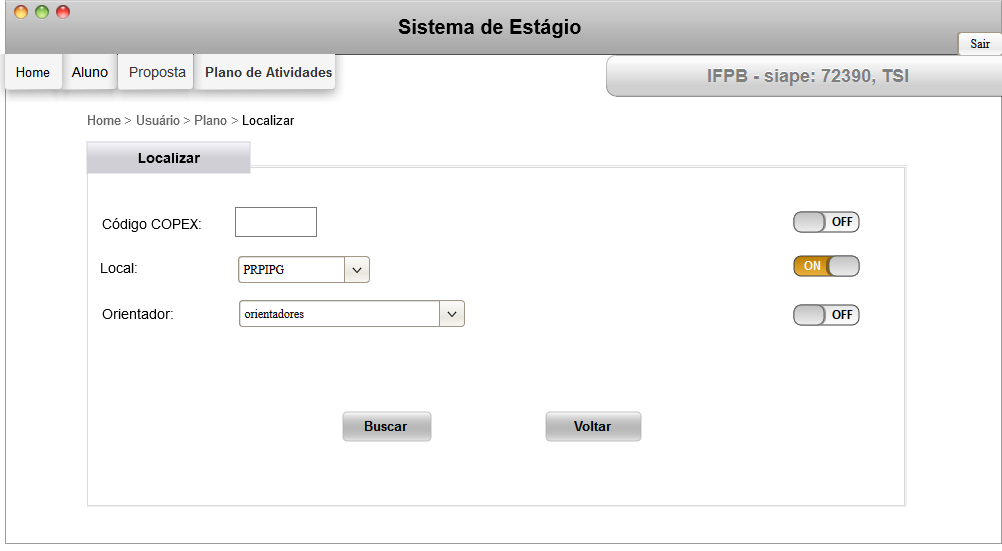 Sistema de Estágio
Sair
Home Aluno Proposta Plano de Atividades
IFPB - siape: 72390, TSI
Home > Usuário > Plano > Localizar
Localizar
Código COPEX: OFF
Local: PRPIPG ON
Orientador: orientadores OFF
Buscar Voltar